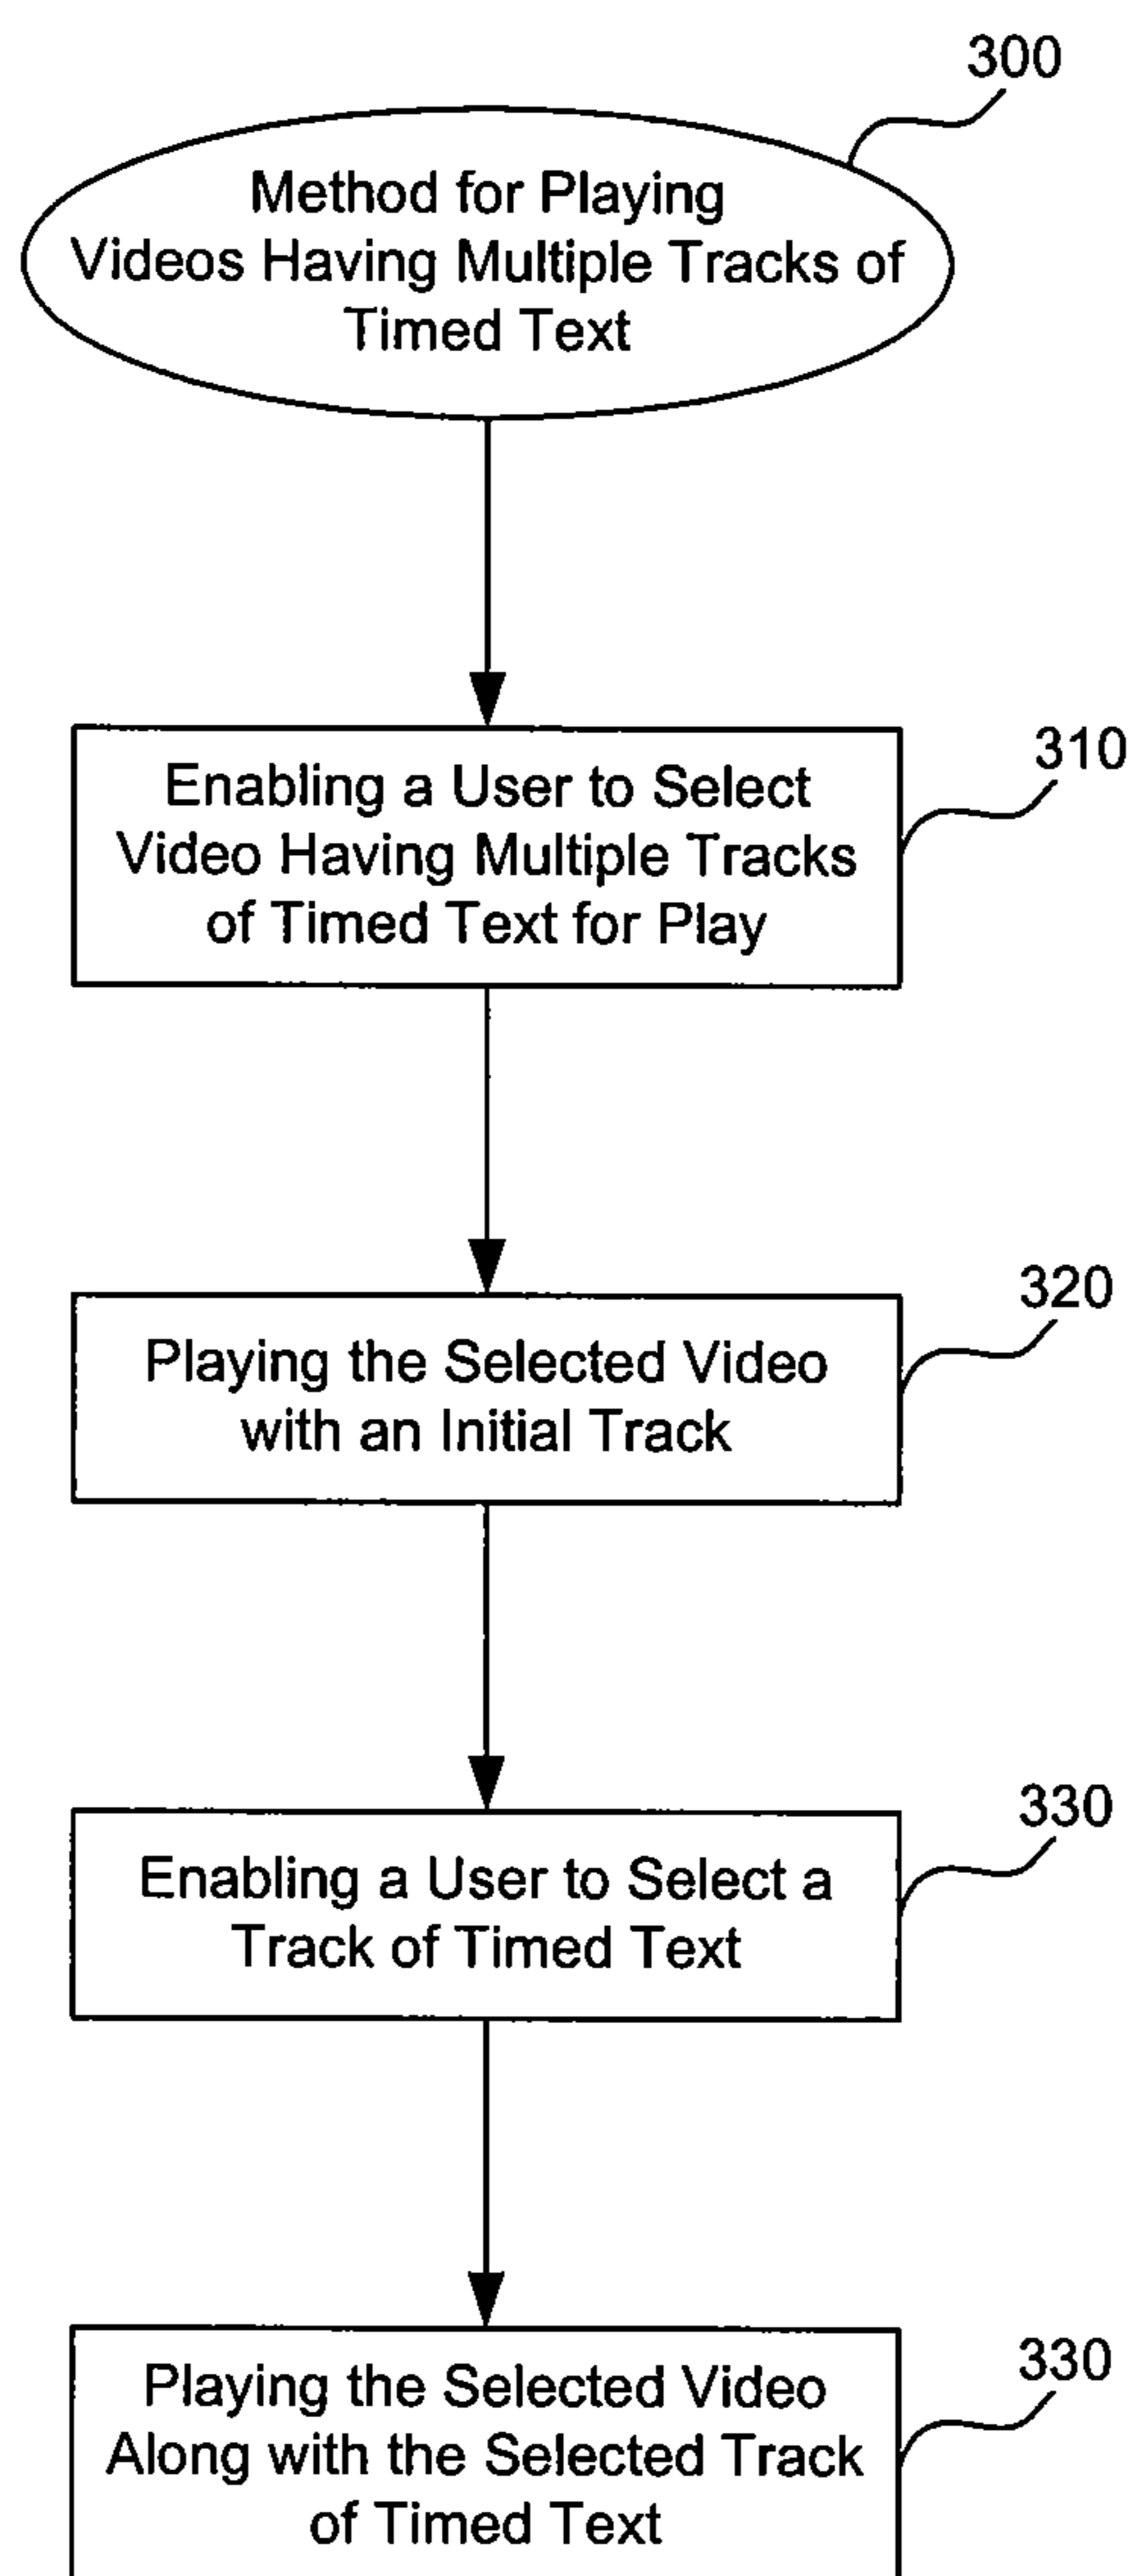 300
Method for Playing
Videos Having Multiple Tracks of
Timed Text
310
Enabling a User to Select
Video Having Multiple Tracks
of Timed Text for Play
320
Playing the Selected Video
with an Initial Track
330
Enabling a User to Select a
Track of Timed Text
330
Playing the Selected Video
Along with the Selected Track
of Timed Text